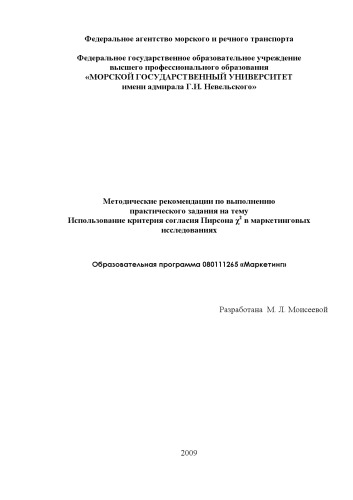 Федеральное агентство морского и речного транспорта
Федеральное государственное образовательное учреждение
высшего профессионального образования
«МОРСКОЙ ГОСУДАРСТВЕННЫЙ УНИВЕРСИТЕТ
имени адмирала Г.И. Невельского»
Методические рекомендации по выполнению
практического задания на тему
Использование критерия согласия Пирсона χ² в маркетинговых
исследованиях
Образовательная программа 080111265 «Маркетинг»
Разработана М. Л. Моисеевой
2009